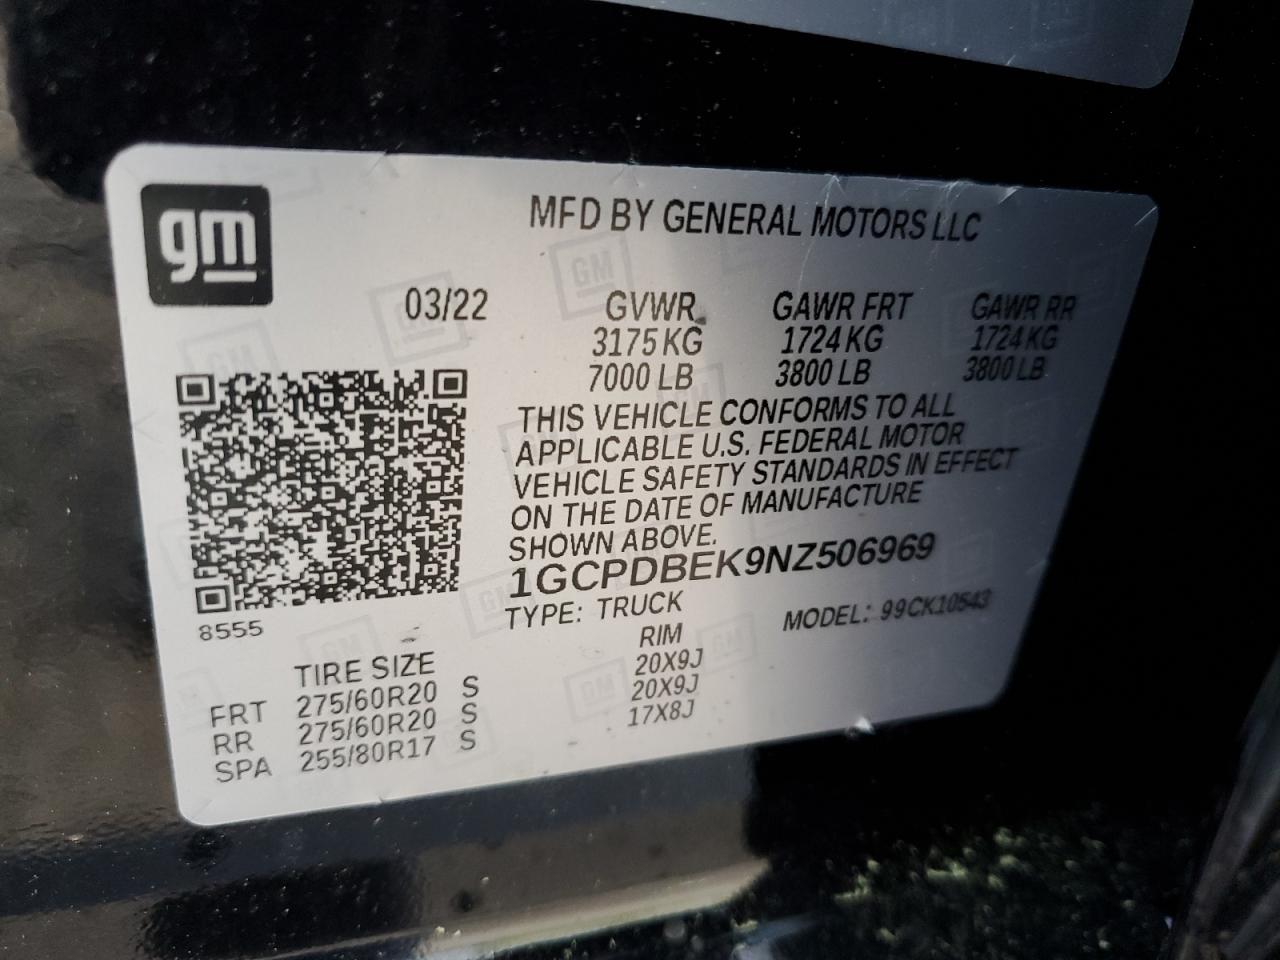 gm
MFD BY GENERAL MOTORS LLC
03/22 GVWR GAWR FRT GAWR RR
3175 KG 1724 KG 1724 KG
7000 LB 3800 LB 3800 LB
THIS VEHICLE CONFORMS TO ALL
APPLICABLE U.S. FEDERAL MOTOR
VEHICLE SAFETY STANDARDS IN EFFECT
ON THE DATE OF MANUFACTURE
SHOWN ABOVE.
1GCPDBEK9NZ506969
TYPE: TRUCK MODEL: 99CK10543
8555
TIRE SIZE RIM
FRT 275/60R20 S 20X9J
RR 275/60R20 S 20X9J
SPA 255/80R17 S 17X8J